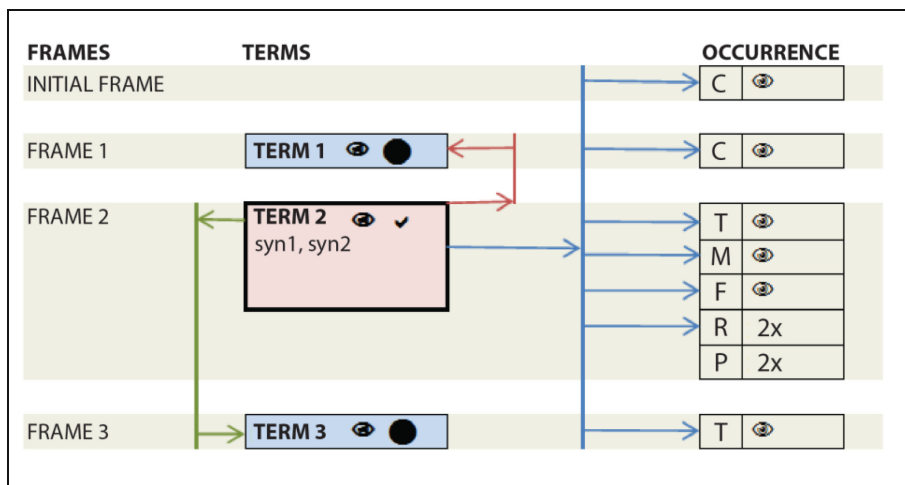 FRAMES TERMS OCCURRENCE
INITIAL FRAME C
FRAME 1 TERM 1 C
FRAME 2 TERM 2 T
syn1, syn2
M
F
R 2x
P 2x
FRAME 3 TERM 3 T